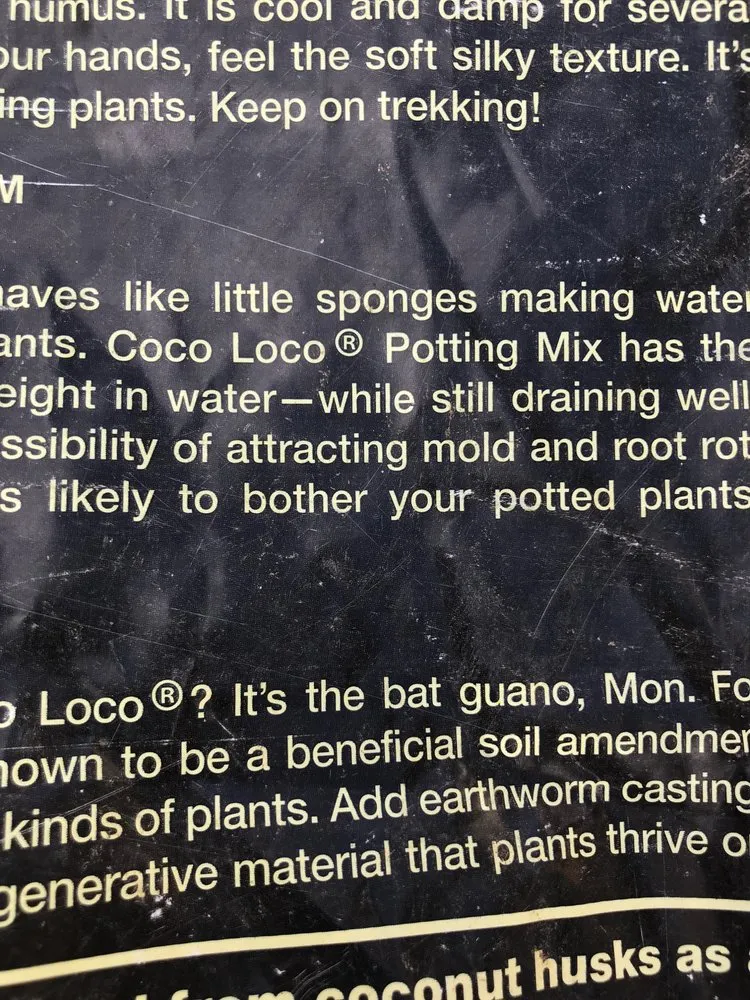 humus. It is cool and damp for severa
our hands, feel the soft silky texture. It's
ing plants. Keep on trekking!
M
haves like little sponges making water
ants. Coco Loco® Potting Mix has the
eight in water—while still draining well
ssibility of attracting mold and root rot
s likely to bother your potted plants
o Loco®? It's the bat guano, Mon. Fo
nown to be a beneficial soil amendmen
kinds of plants. Add earthworm casting
generative material that plants thrive o
from coconut husks as a